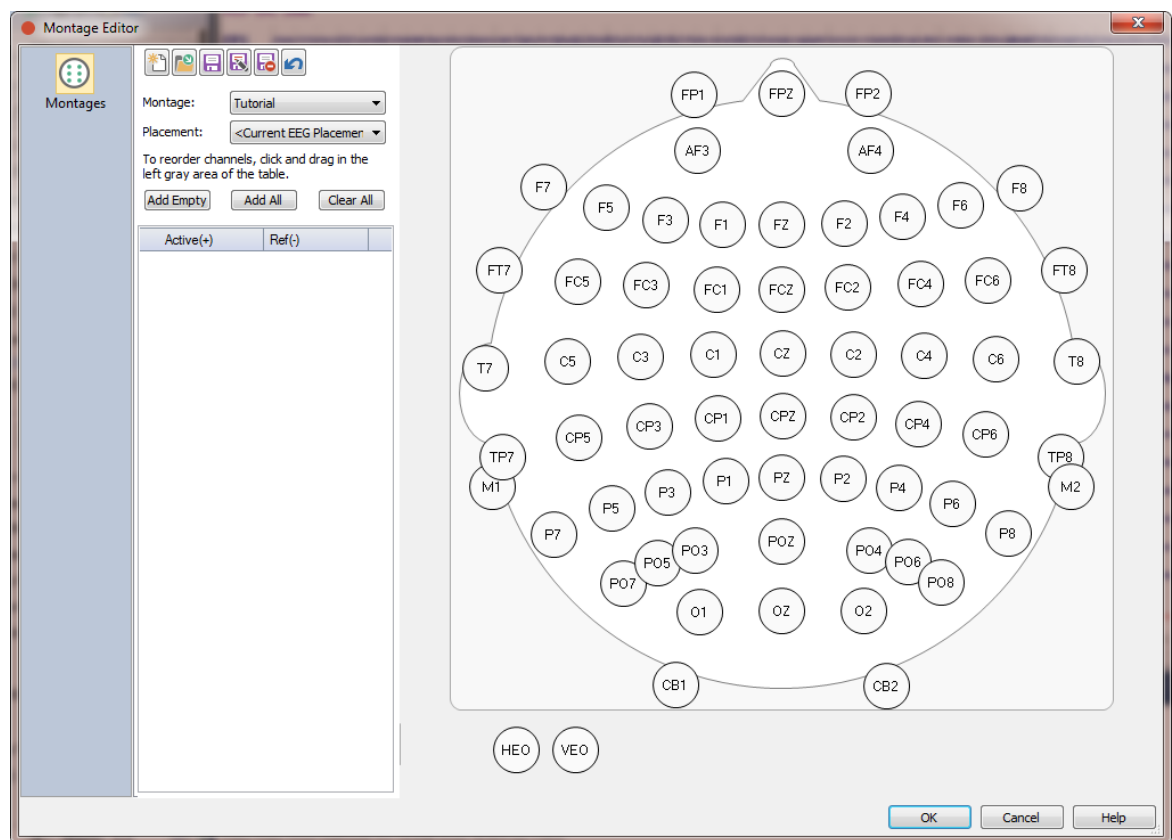 Montage Editor
Montages
Montage: Tutorial
Placement: <Current EEG Placemer
To reorder channels, click and drag in the
left gray area of the table.
Add Empty Add All Clear All
Active(+) Ref(-)
FP1 FPZ FP2
AF3 AF4
F7 F5 F3 F1 FZ F2 F4 F6 F8
FT7 FC5 FC3 FC1 FCZ FC2 FC4 FC6 FT8
T7 C5 C3 C1 CZ C2 C4 C6 T8
TP7 CP5 CP3 CP1 CPZ CP2 CP4 CP6 TP8
M1 M2
P7 P5 P3 P1 PZ P2 P4 P6 P8
PO7 PO5 PO3 POZ PO4 PO6 PO8
O1 OZ O2
CB1 CB2
HEO VEO
OK Cancel Help